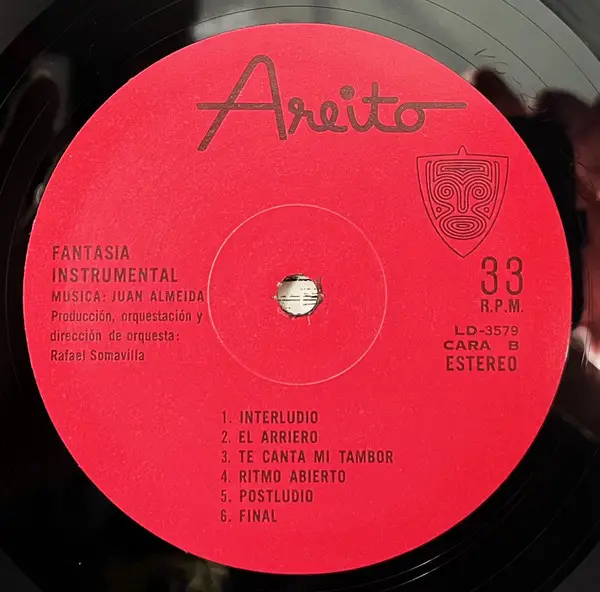 Areito
FANTASIA
INSTRUMENTAL
MUSICA: JUAN ALMEIDA
Producción, orquestación y
dirección de orquesta:
Rafael Somavilla
33
R.P.M.
LD-3579
CARA B
ESTEREO
1. INTERLUDIO
2. EL ARRIERO
3. TE CANTA MI TAMBOR
4. RITMO ABIERTO
5. POSTLUDIO
6. FINAL